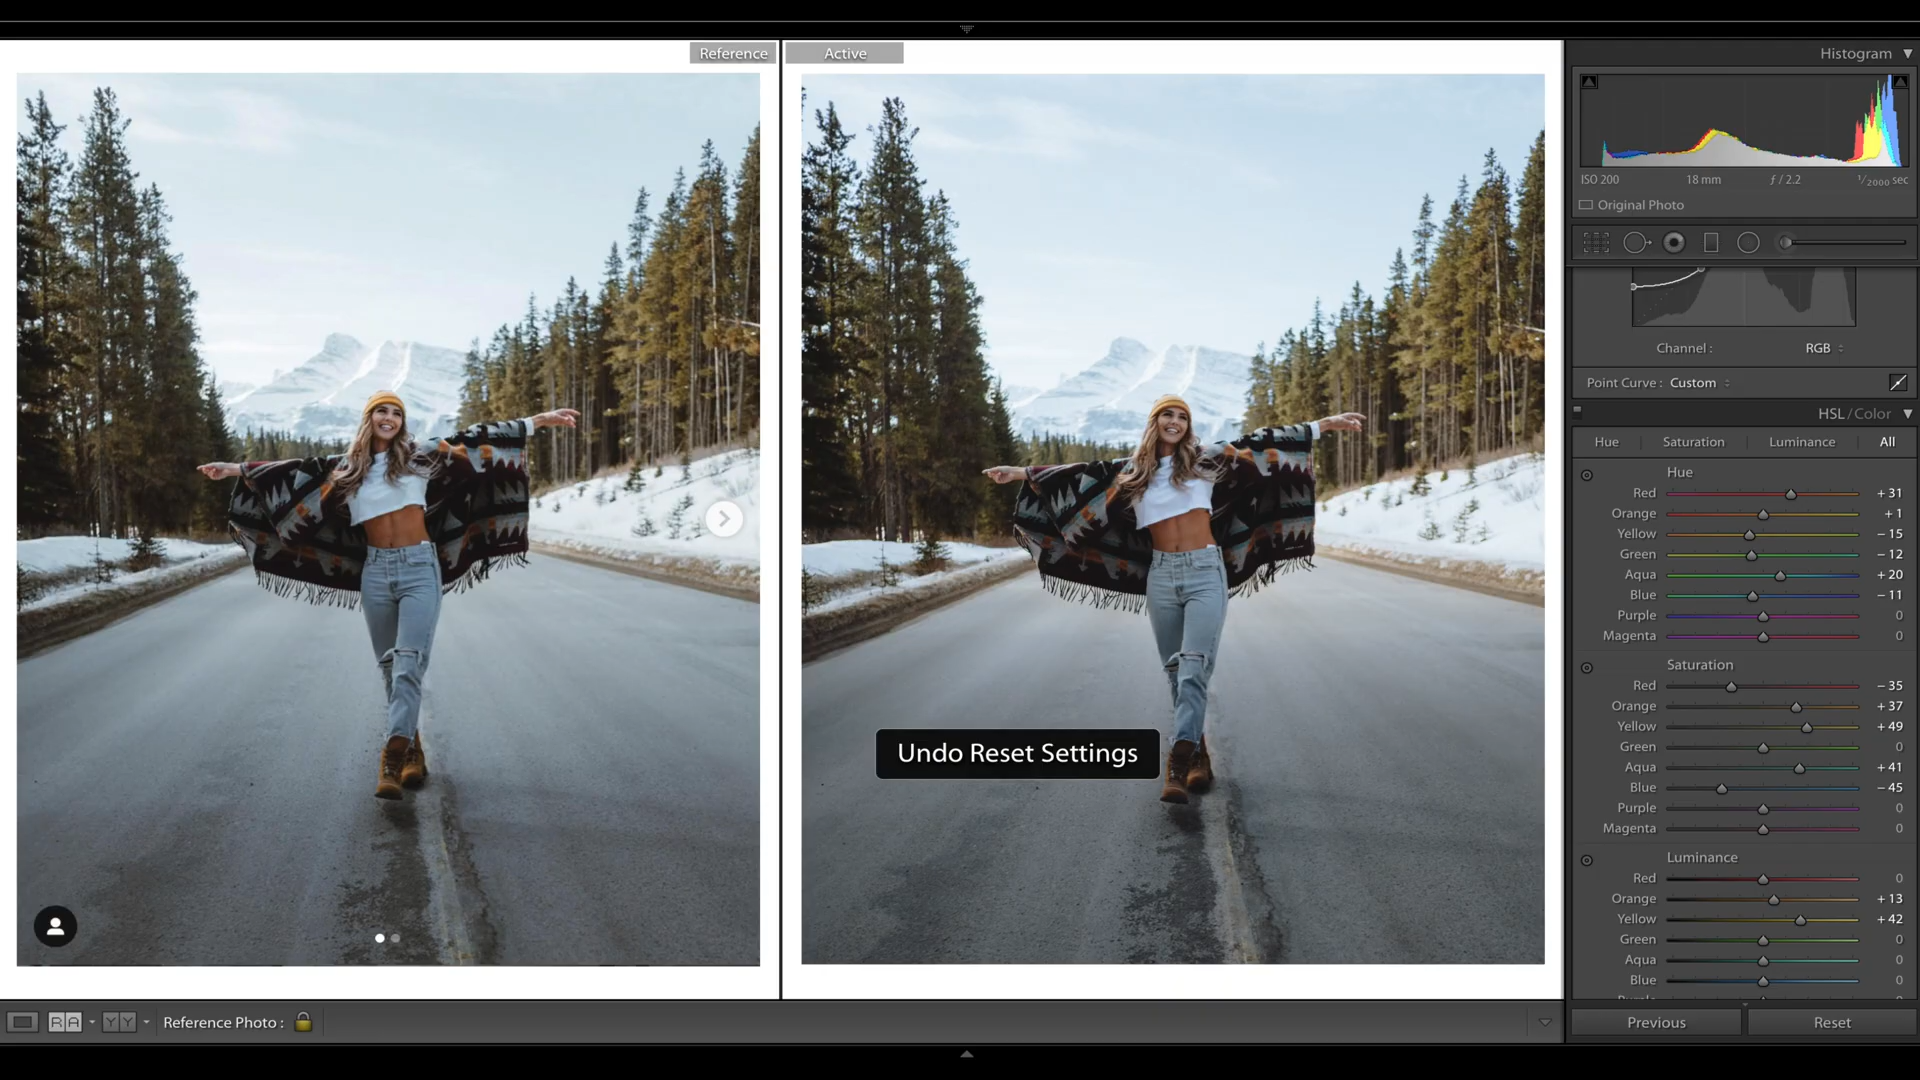 Reference
Active
Histogram
ISO 200
18 mm
ƒ / 2.2
1/2000 sec
Original Photo
Channel :
RGB
Point Curve : Custom
HSL / Color
Hue
Saturation
Luminance
All
Hue
Red
+ 31
Orange
+ 1
Yellow
− 15
Green
− 12
Aqua
+ 20
Blue
− 11
Purple
0
Magenta
0
Saturation
Red
− 35
Orange
+ 37
Yellow
+ 49
Green
0
Aqua
+ 41
Blue
− 45
Purple
0
Magenta
0
Luminance
Red
0
Orange
+ 13
Yellow
+ 42
Green
0
Aqua
0
Blue
0
Undo Reset Settings
R A
Y Y
Reference Photo :
Previous
Reset